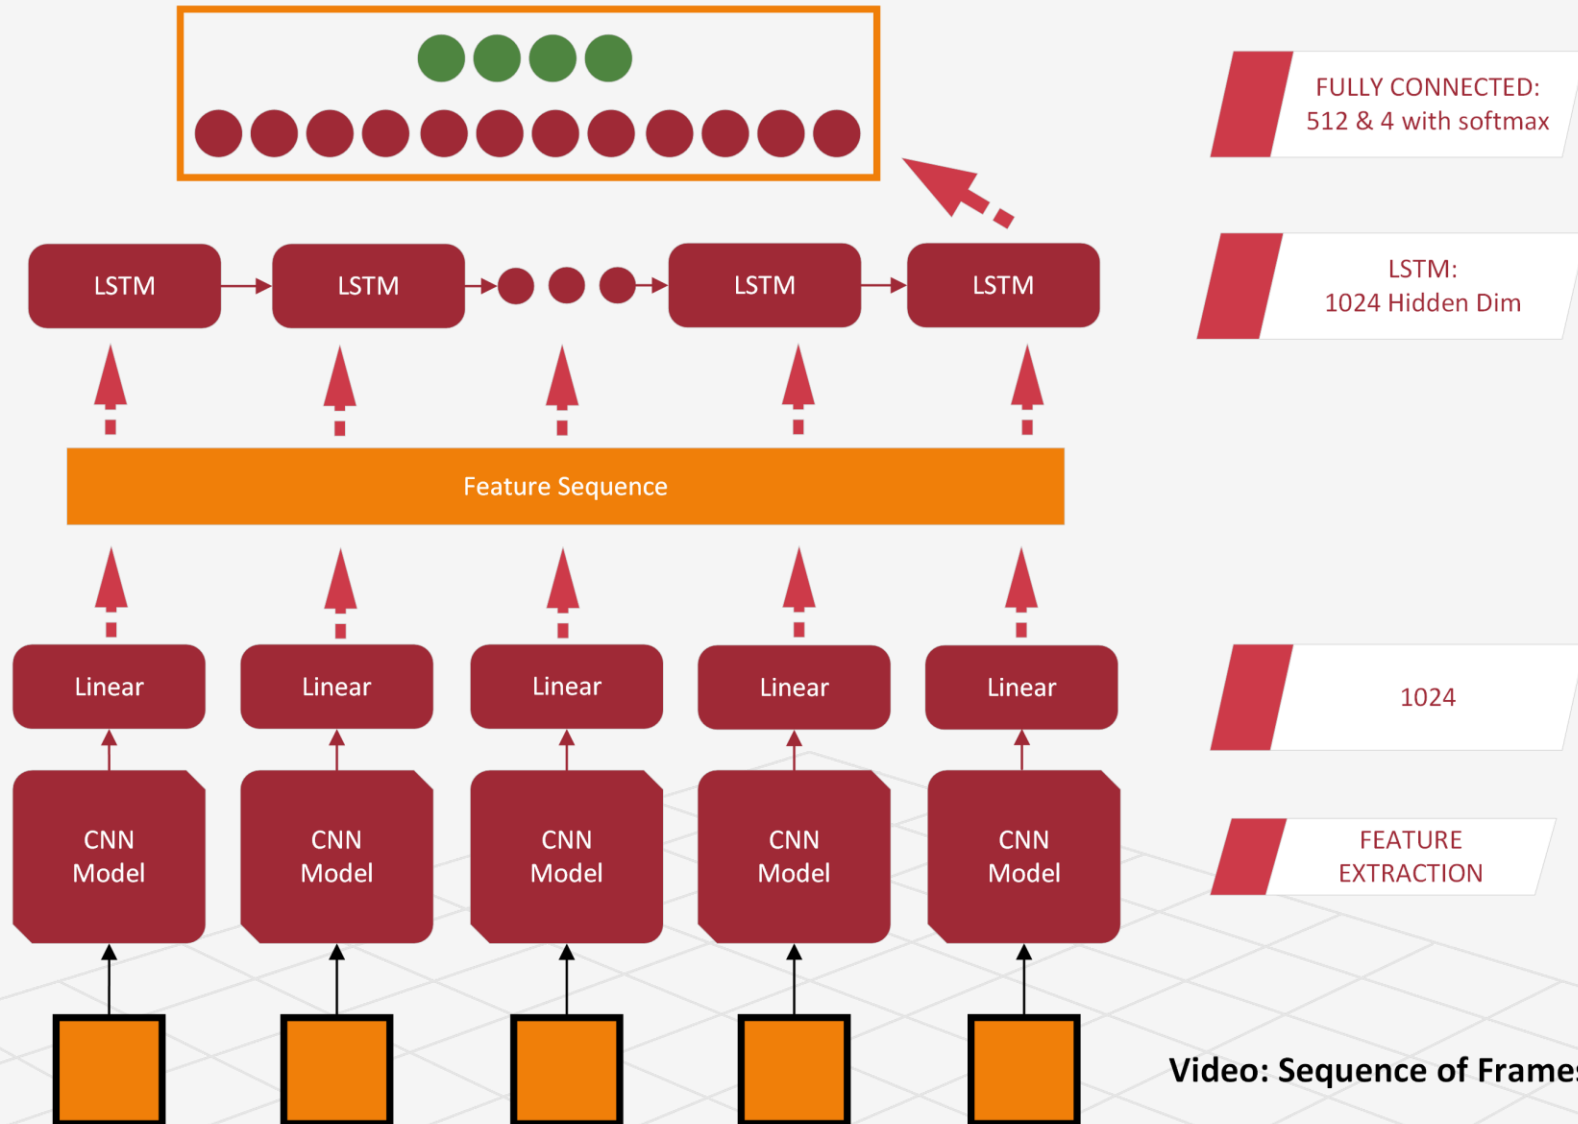 FULLY CONNECTED:
512 & 4 with softmax
LSTM
LSTM
LSTM
LSTM
LSTM:
1024 Hidden Dim
Feature Sequence
Linear
Linear
Linear
Linear
Linear
1024
CNN
Model
CNN
Model
CNN
Model
CNN
Model
CNN
Model
FEATURE
EXTRACTION
Video: Sequence of Frames